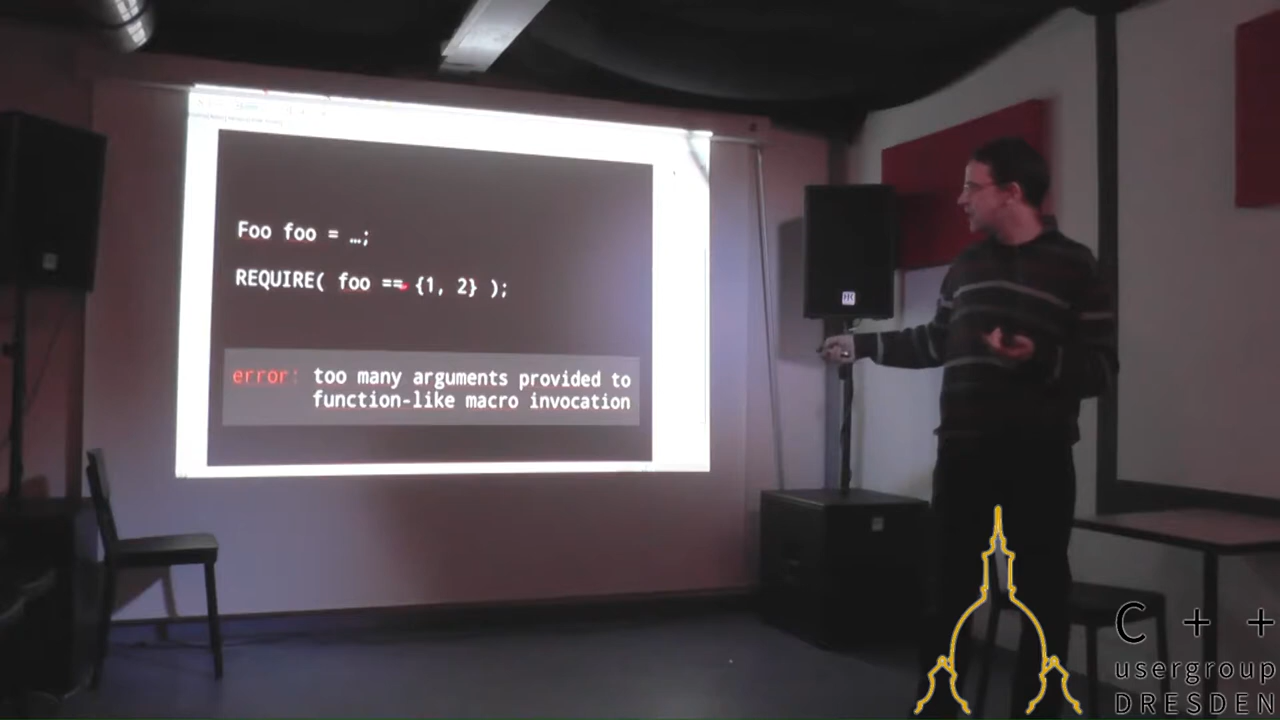 Foo foo = …;
REQUIRE( foo == {1, 2} );
error: too many arguments provided to
function-like macro invocation
C + +
usergroup
DRESDEN